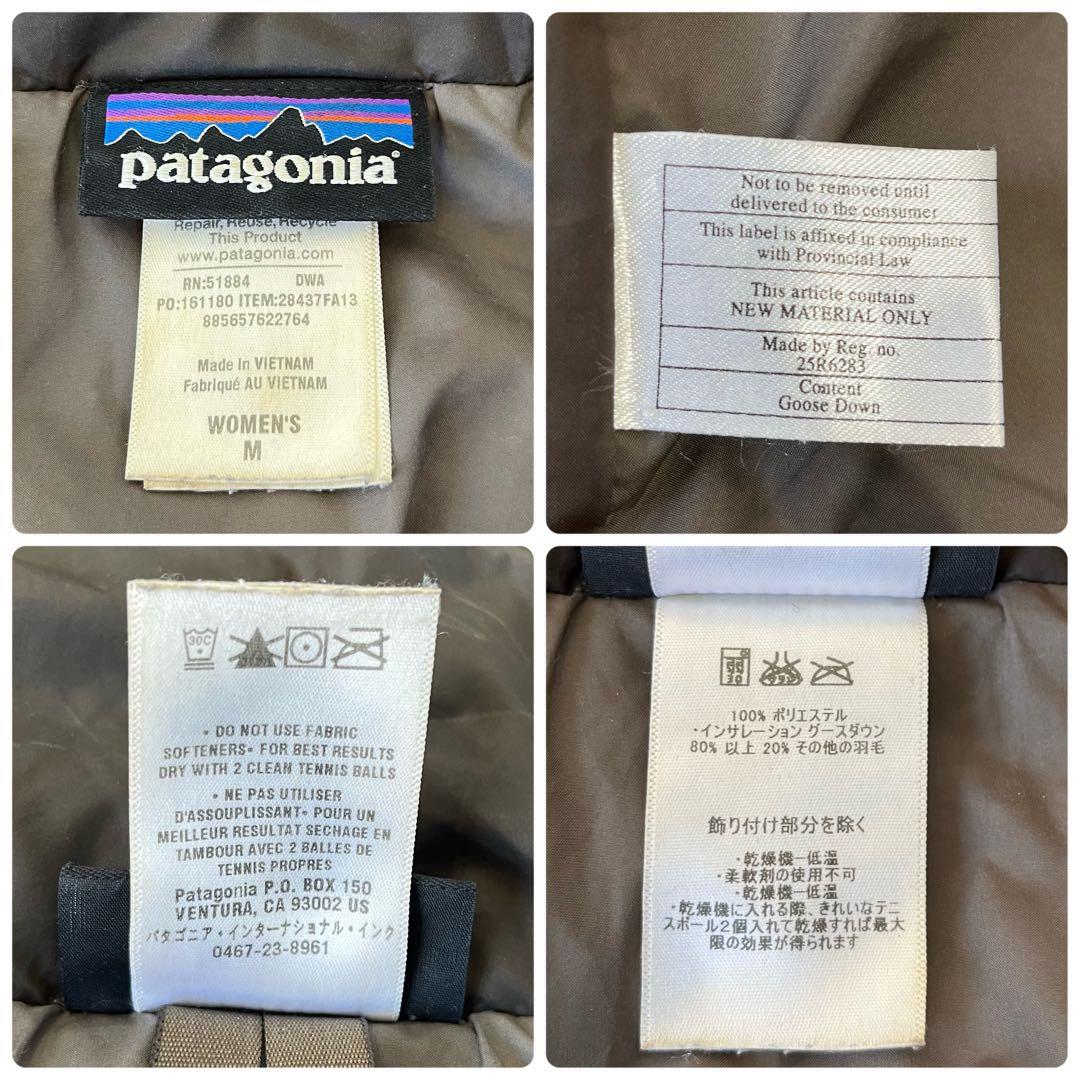 patagonia®
Repair, Reuse, Recycle
This Product
www.patagonia.com
RN:51884 DWA
PO:161180 ITEM:28437FA13
885657622764
Made in VIETNAM
Fabriqué AU VIETNAM
WOMEN'S
M
Not to be removed until
delivered to the consumer
This label is affixed in compliance
with Provincial Law
This article contains
NEW MATERIAL ONLY
Made by Reg. no.
25R6283
Content
Goose Down
30C
• DO NOT USE FABRIC
SOFTENERS• FOR BEST RESULTS
DRY WITH 2 CLEAN TENNIS BALLS
• NE PAS UTILISER
D'ASSOUPLISSANT• POUR UN
MEILLEUR RESULTAT SECHAGE EN
TAMBOUR AVEC 2 BALLES DE
TENNIS PROPRES
Patagonia P.O. BOX 150
VENTURA, CA 93002 US
パタゴニア・インターナショナル・インク
0467-23-8961
100% ポリエステル
・インサレーション グースダウン
80% 以上 20% その他の羽毛
飾り付け部分を除く
・乾燥機ー低温
・柔軟剤の使用不可
・乾燥機ー低温
・乾燥機に入れる際、きれいなテニ
スボール2個入れて乾燥すれば最大
限の効果が得られます